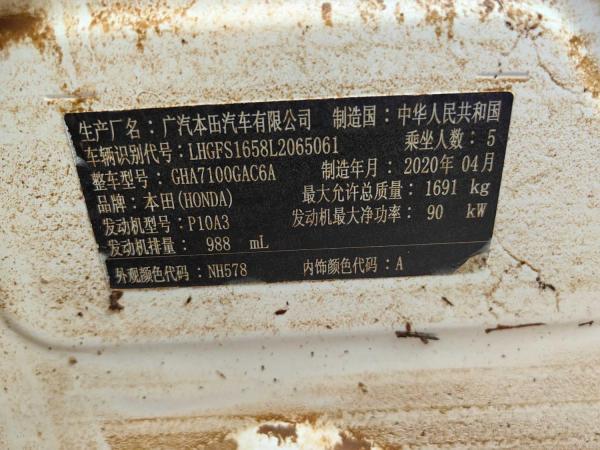 生产厂名：广汽本田汽车有限公司 制造国：中华人民共和国
车辆识别代号：LHGFS1658L2065061 乘坐人数：5
整车型号：GHA7100GAC6A 制造年月：2020年04月
品牌：本田(HONDA) 最大允许总质量：1691 kg
发动机型号：P10A3 发动机最大净功率：90 kW
发动机排量：988 mL
外观颜色代码：NH578 内饰颜色代码：A